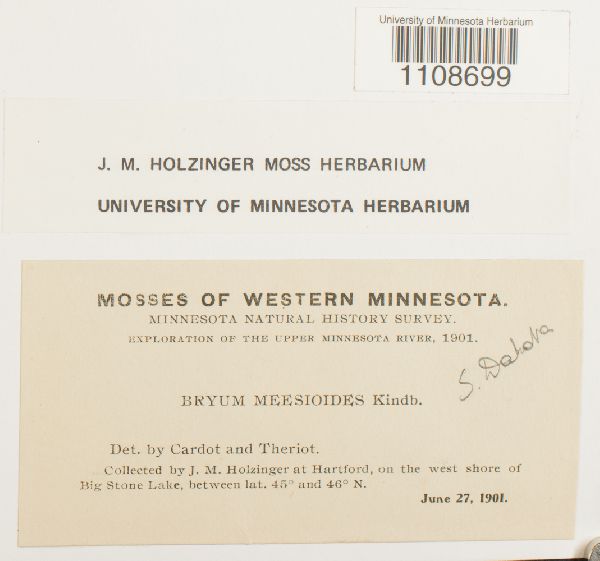 University of Minnesota Herbarium
1108699
J. M. HOLZINGER MOSS HERBARIUM
UNIVERSITY OF MINNESOTA HERBARIUM
MOSSES OF WESTERN MINNESOTA.
MINNESOTA NATURAL HISTORY SURVEY.
EXPLORATION OF THE UPPER MINNESOTA RIVER, 1901.
S. Dakota
BRYUM MEESIOIDES Kindb.
Det. by Cardot and Theriot.
Collected by J. M. Holzinger at Hartford, on the west shore of
Big Stone Lake, between lat. 45° and 46° N.
June 27, 1901.